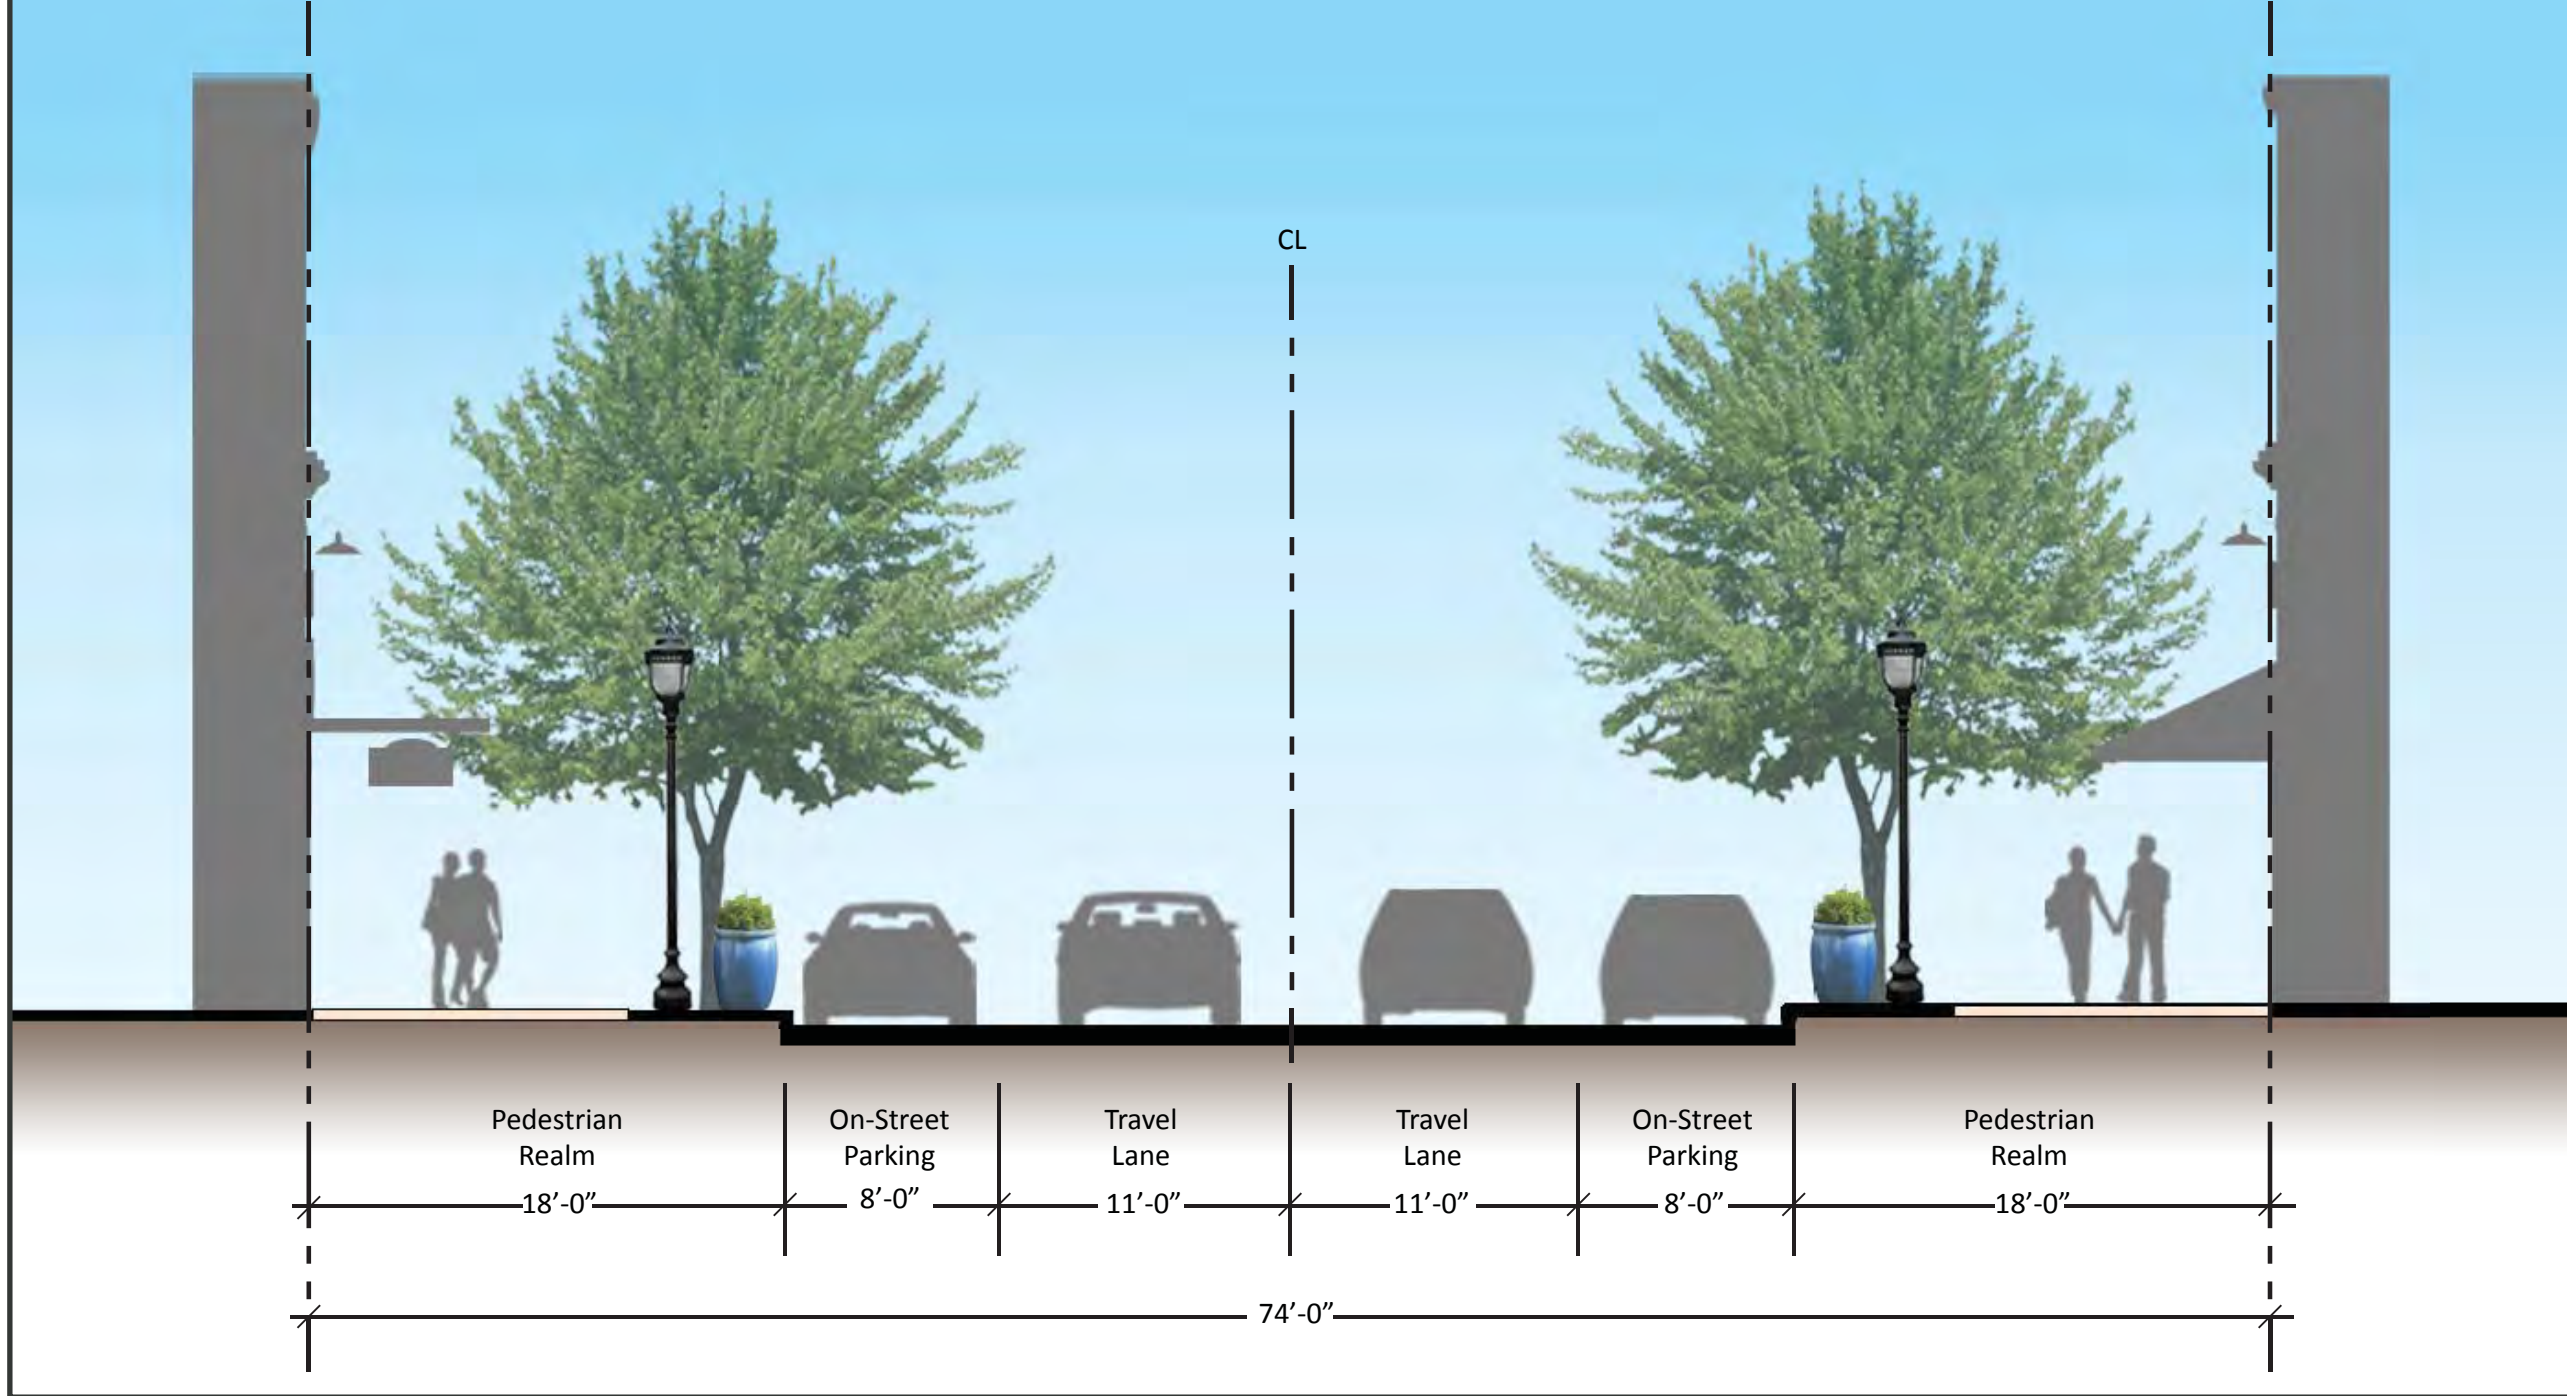 CL
Pedestrian
Realm
18’-0”
On-Street
Parking
8’-0”
Travel
Lane
11’-0”
Travel
Lane
11’-0”
On-Street
Parking
8’-0”
Pedestrian
Realm
18’-0”
74’-0”